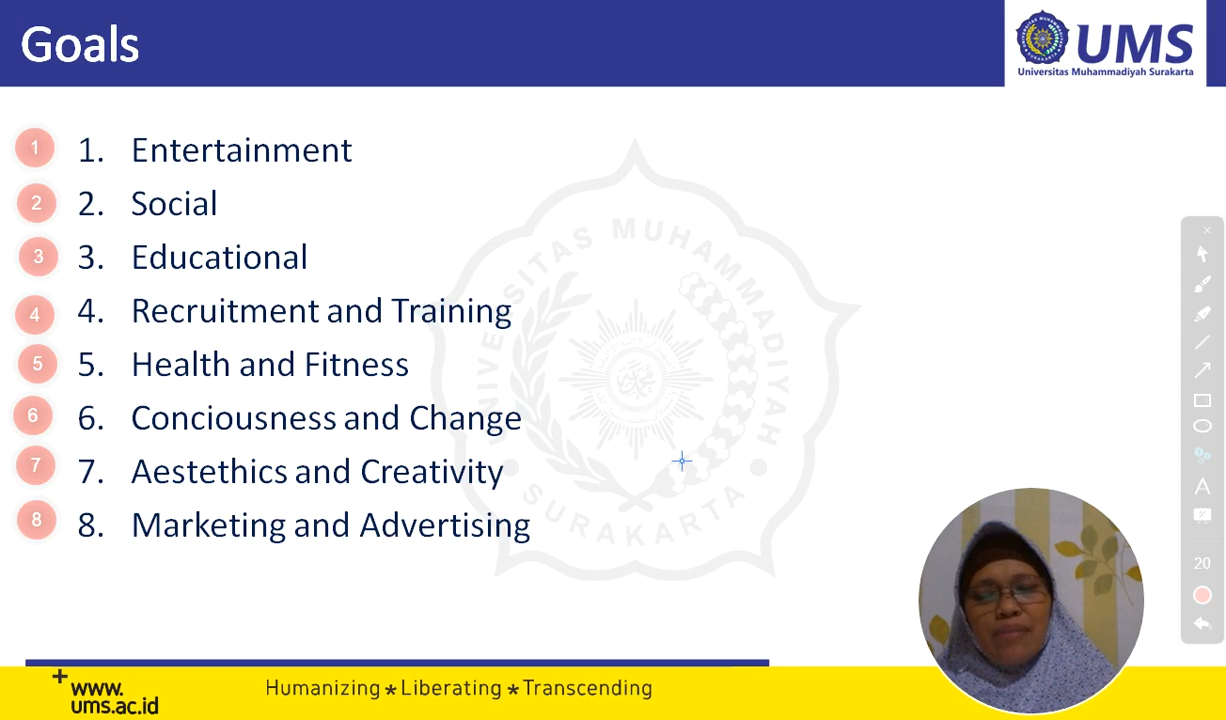 Goals
UMS
Universitas Muhammadiyah Surakarta
1 1. Entertainment
2 2. Social
3 3. Educational
4 4. Recruitment and Training
5 5. Health and Fitness
6 6. Conciousness and Change
7 7. Aestethics and Creativity
8 8. Marketing and Advertising
UNIVERSITAS MUHAMMADIYAH
SURAKARTA
A
20
www.
ums.ac.id
Humanizing ★ Liberating ★ Transcending